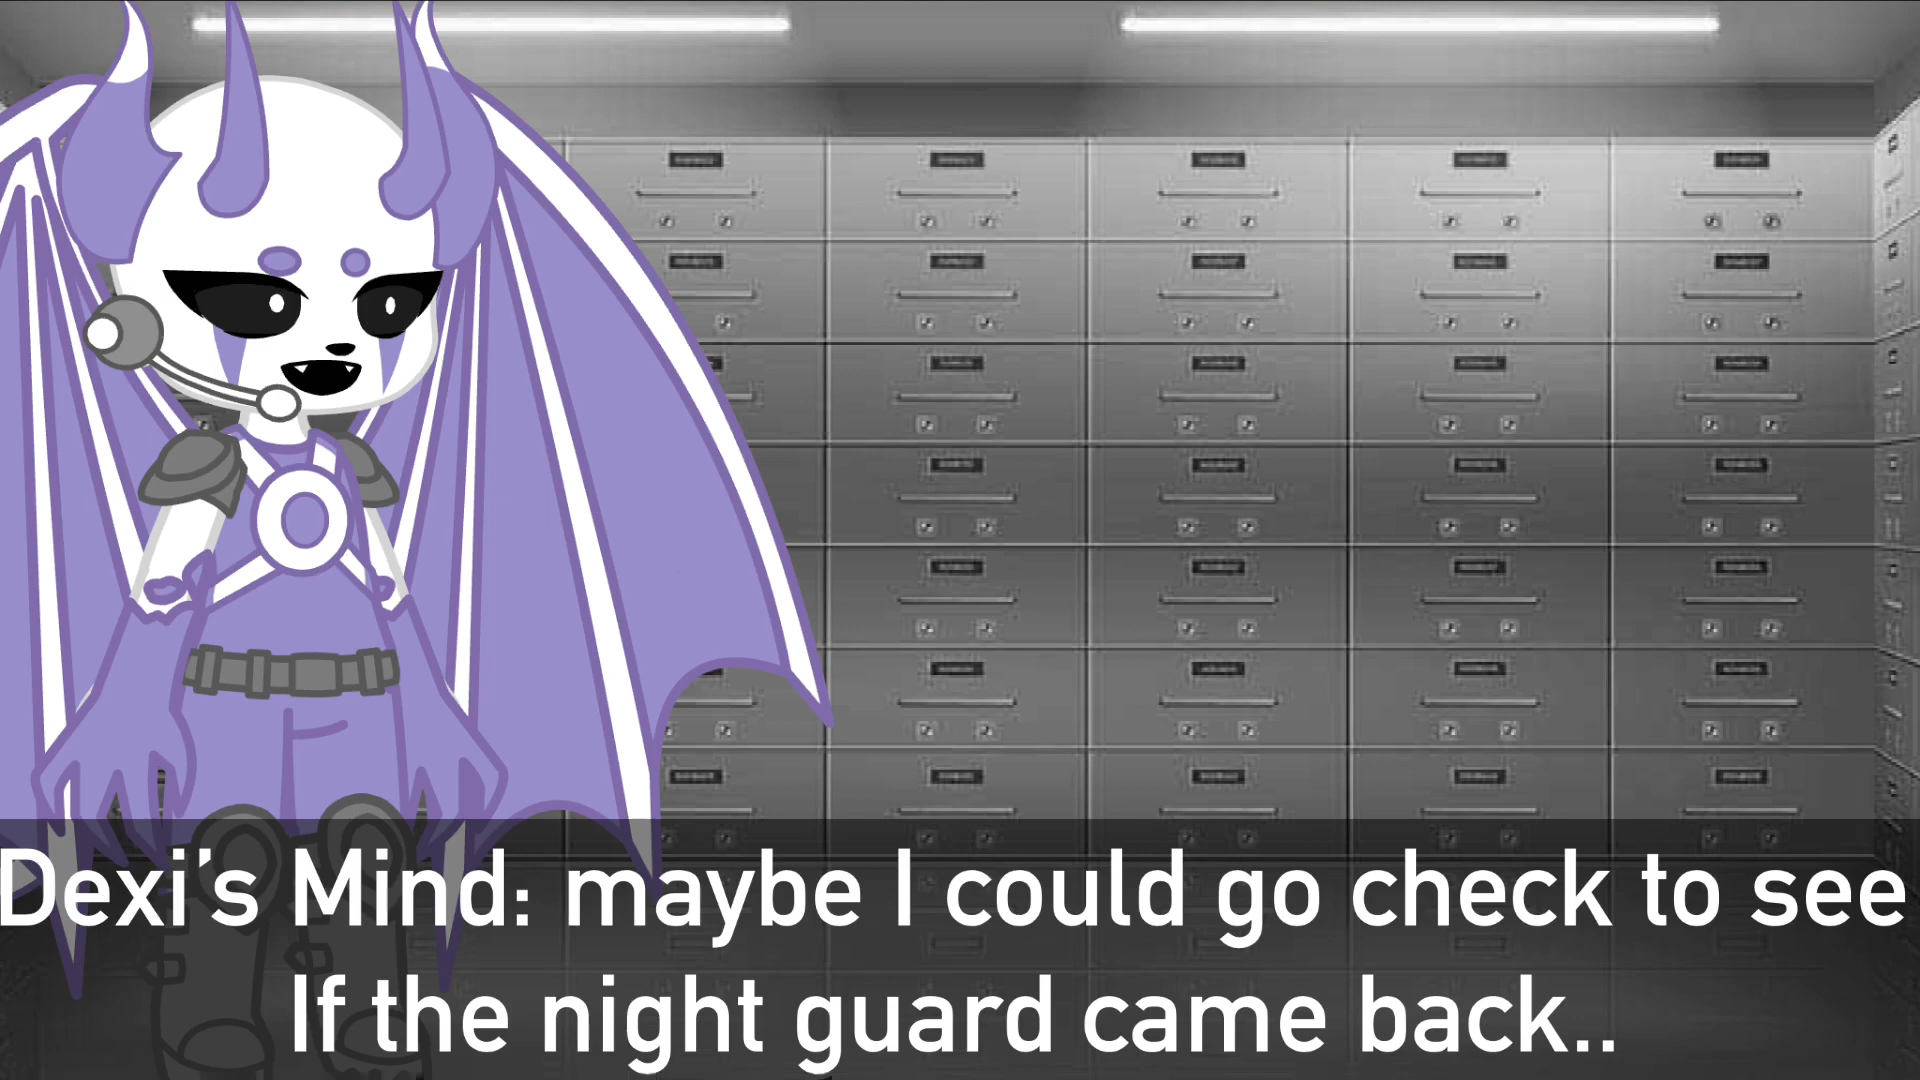 Dexi’s Mind: maybe I could go check to see
If the night guard came back..